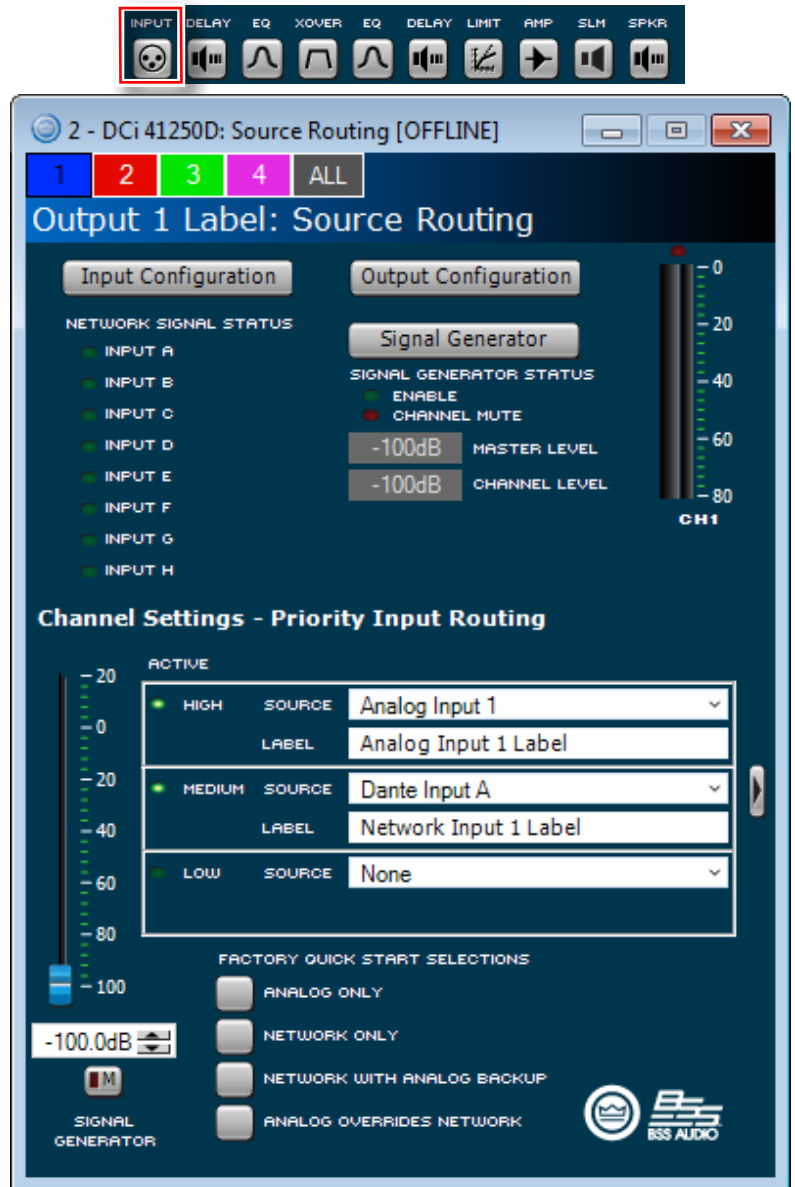 INPUT DELAY EQ XOVER EQ DELAY LIMIT AMP SLM SPKR
2 - DCi 41250D: Source Routing [OFFLINE]
1 2 3 4 ALL
Output 1 Label: Source Routing
Input Configuration
Output Configuration
NETWORK SIGNAL STATUS
INPUT A
INPUT B
INPUT C
INPUT D
INPUT E
INPUT F
INPUT G
INPUT H
Signal Generator
SIGNAL GENERATOR STATUS
ENABLE
CHANNEL MUTE
-100dB MASTER LEVEL
-100dB CHANNEL LEVEL
0
20
40
60
80
CH1
Channel Settings - Priority Input Routing
20
0
20
40
60
80
100
-100.0dB
M
SIGNAL
GENERATOR
ACTIVE
HIGH SOURCE Analog Input 1
LABEL Analog Input 1 Label
MEDIUM SOURCE Dante Input A
LABEL Network Input 1 Label
LOW SOURCE None
FACTORY QUICK START SELECTIONS
ANALOG ONLY
NETWORK ONLY
NETWORK WITH ANALOG BACKUP
ANALOG OVERRIDES NETWORK
BSS
BSS AUDIO